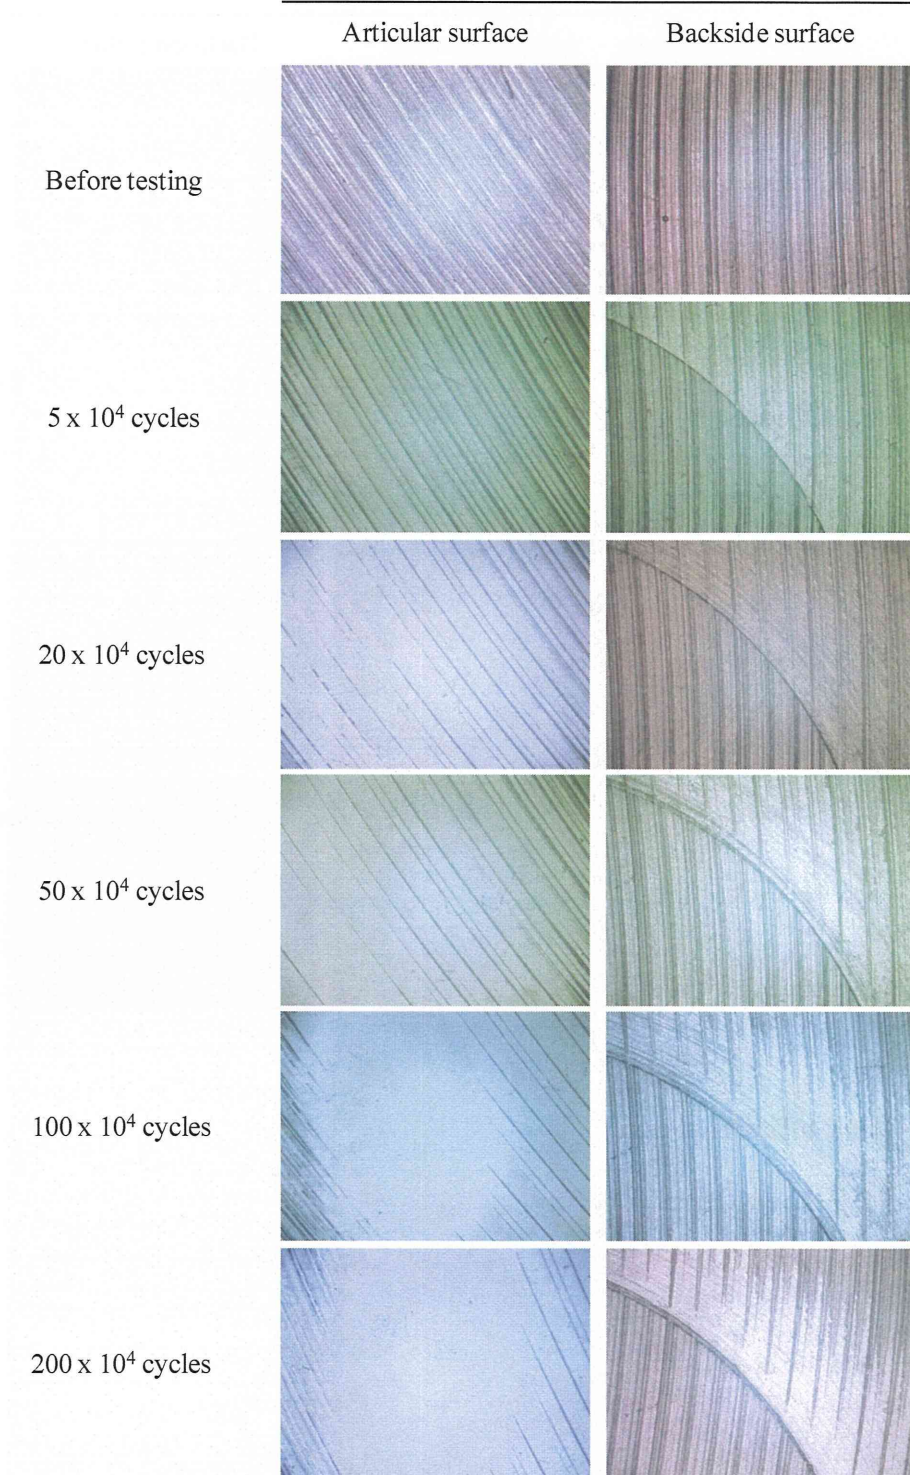 Articular surface Backside surface
Before testing
5 x 10⁴ cycles
20 x 10⁴ cycles
50 x 10⁴ cycles
100 x 10⁴ cycles
200 x 10⁴ cycles